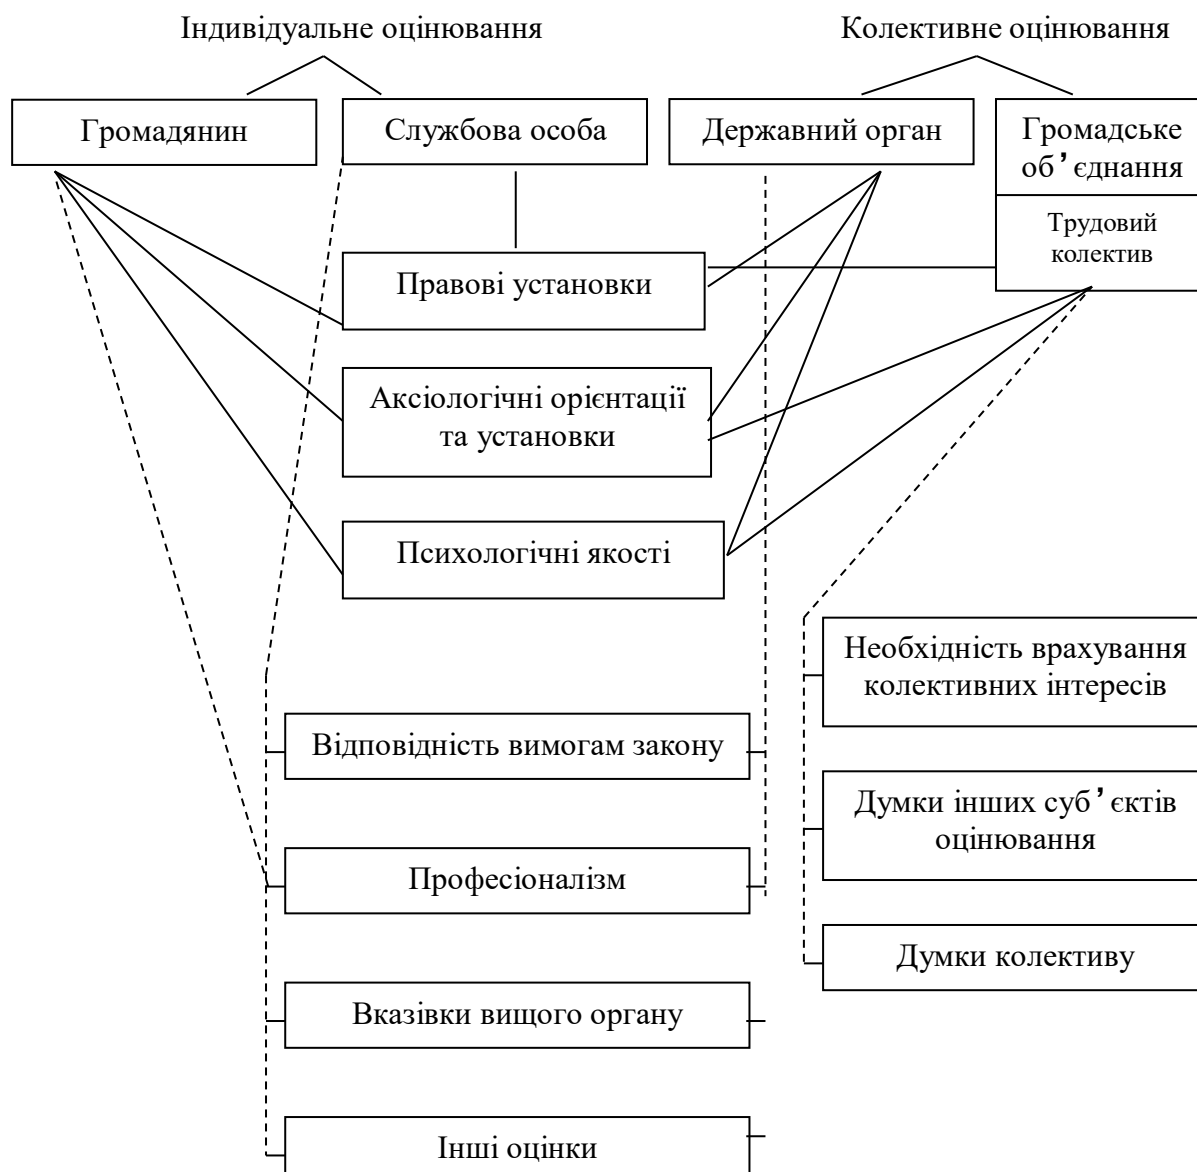 Індивідуальне оцінювання
Колективне оцінювання
Громадянин
Службова особа
Державний орган
Громадське
об’єднання
Трудовий
колектив
Правові установки
Аксіологічні орієнтації
та установки
Психологічні якості
Необхідність врахування
колективних інтересів
Відповідність вимогам закону
Думки інших суб’єктів
оцінювання
Професіоналізм
Думки колективу
Вказівки вищого органу
Інші оцінки